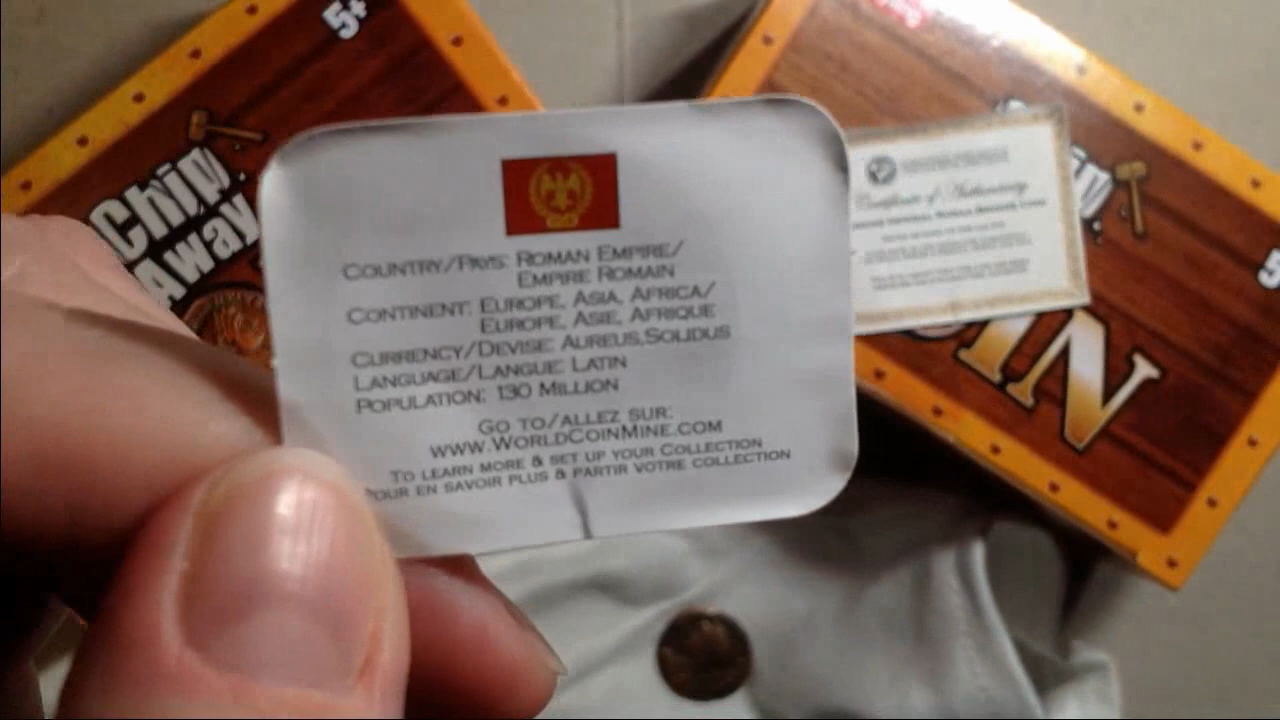 5+
Chip
Away
COUNTRY/PAYS: ROMAN EMPIRE/
EMPIRE ROMAIN
CONTINENT: EUROPE, ASIA, AFRICA/
EUROPE, ASIE, AFRIQUE
CURRENCY/DEVISE: AUREUS,SOLIDUS
LANGUAGE/LANGUE: LATIN
POPULATION: 130 MILLION
GO TO/ALLEZ SUR:
WWW.WORLDCOINMINE.COM
TO LEARN MORE & SET UP YOUR COLLECTION
POUR EN SAVOIR PLUS & PARTIR VOTRE COLLECTION
Certificate of Authenticity
5